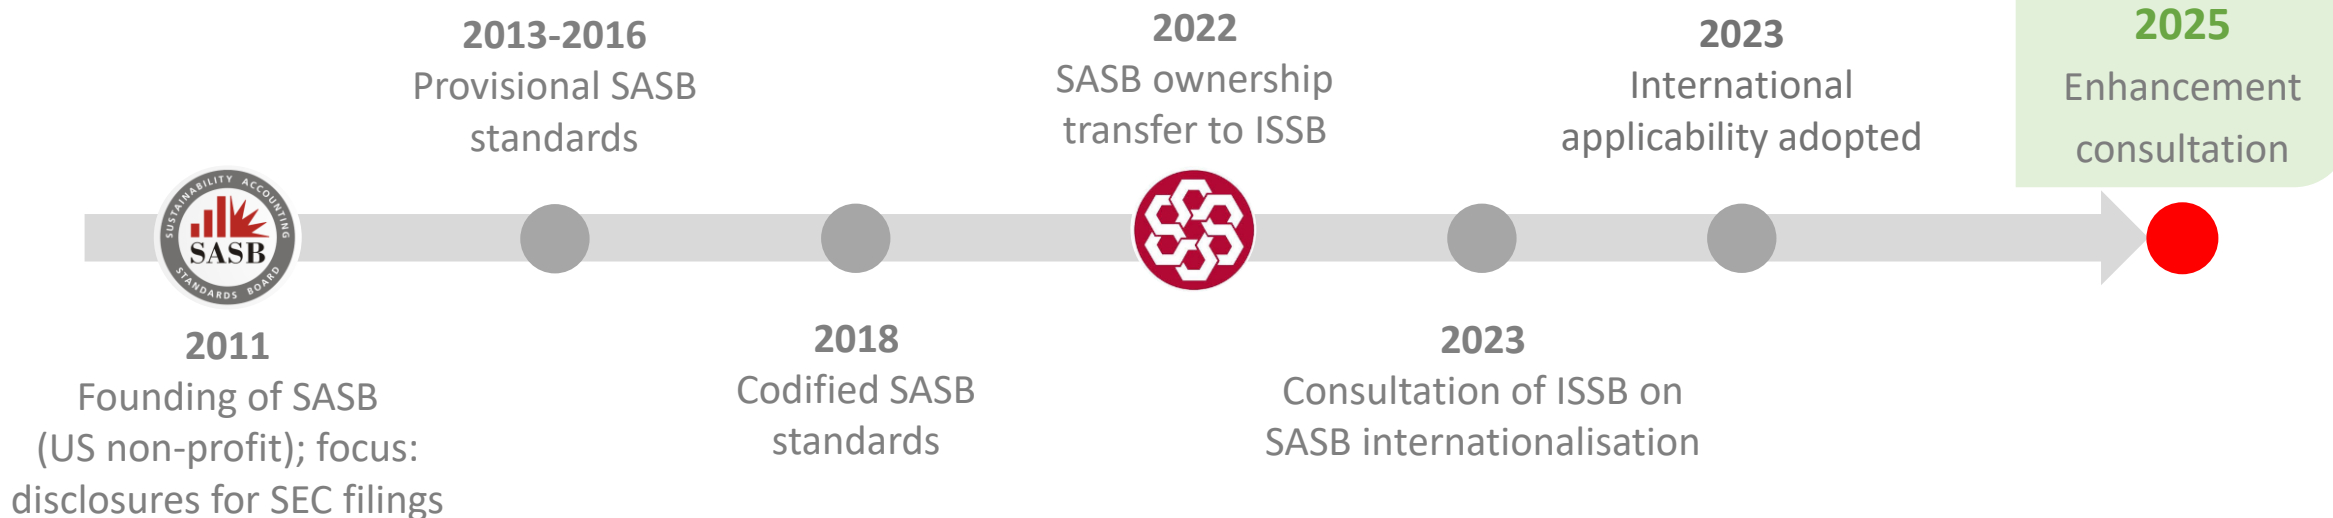 2013-2016
Provisional SASB
standards
2022
SASB ownership
transfer to ISSB
2023
International
applicability adopted
2025
Enhancement
consultation
SUSTAINABILITY ACCOUNTING
SASB
STANDARDS BOARD
2011
Founding of SASB
(US non-profit); focus:
disclosures for SEC filings
2018
Codified SASB
standards
2023
Consultation of ISSB on
SASB internationalisation